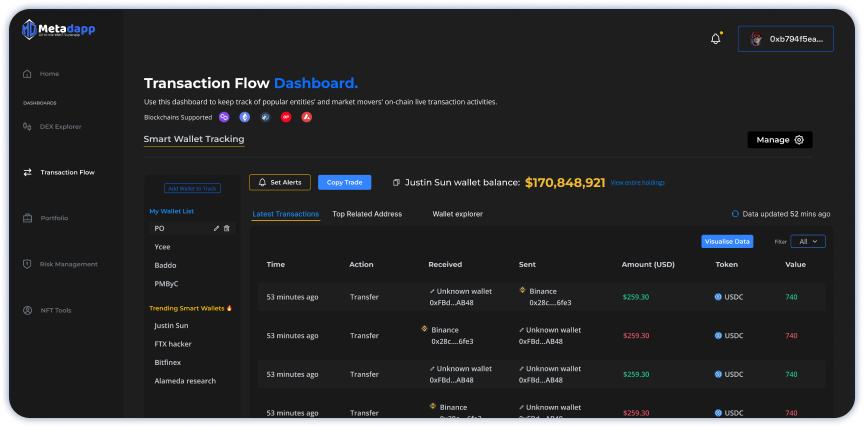 Metadapp
0xb794f5ea...
Home
DASHBOARDS
DEX Explorer
Transaction Flow
Portfolio
Risk Management
NFT Tools
Transaction Flow Dashboard.
Use this dashboard to keep track of popular entities' and market movers' on-chain live transaction activities.
Blockchains Supported
Smart Wallet Tracking
Manage
Add Wallet to Track
My Wallet List
PO
Ycee
Baddo
PMByC
Trending Smart Wallets
Justin Sun
FTX hacker
Bitfinex
Alameda research
Set Alerts
Copy Trade
Justin Sun wallet balance: $170,848,921 View entire holdings
Latest Transactions Top Related Address Wallet explorer
Data updated 52 mins ago
Visualise Data Filter All
Time Action Received Sent Amount (USD) Token Value
53 minutes ago Transfer Unknown wallet Binance $259.30 USDC 740
0xFBd...AB48 0x28c....6fe3
53 minutes ago Transfer Binance Unknown wallet $259.30 USDC 740
0x28c....6fe3 0xFBd...AB48
53 minutes ago Transfer Unknown wallet Unknown wallet $259.30 USDC 740
0xFBd...AB48 0xFBd...AB48
53 minutes ago Transfer Binance Unknown wallet $259.30 USDC 740